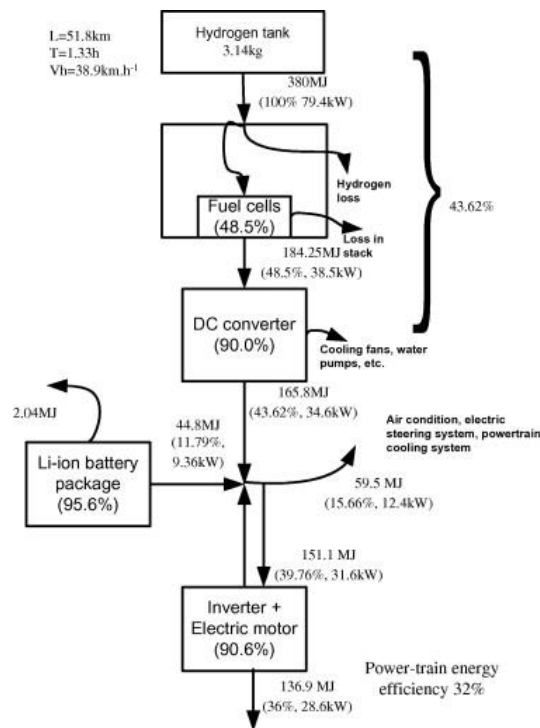 L=51.8km
T=1.33h
Vh=38.9km.h⁻¹
Hydrogen tank
3.14kg
380MJ
(100% 79.4kW)
Hydrogen
loss
Fuel cells
(48.5%)
Loss in
stack
43.62%
184.25MJ
(48.5%, 38.5kW)
DC converter
(90.0%)
Cooling fans, water
pumps, etc.
165.8MJ
(43.62%, 34.6kW)
2.04MJ
44.8MJ
(11.79%,
9.36kW)
Air condition, electric
steering system, powertrain
cooling system
Li-ion battery
package
(95.6%)
59.5 MJ
(15.66%, 12.4kW)
151.1 MJ
(39.76%, 31.6kW)
Inverter +
Electric motor
(90.6%)
Power-train energy
efficiency 32%
136.9 MJ
(36%, 28.6kW)